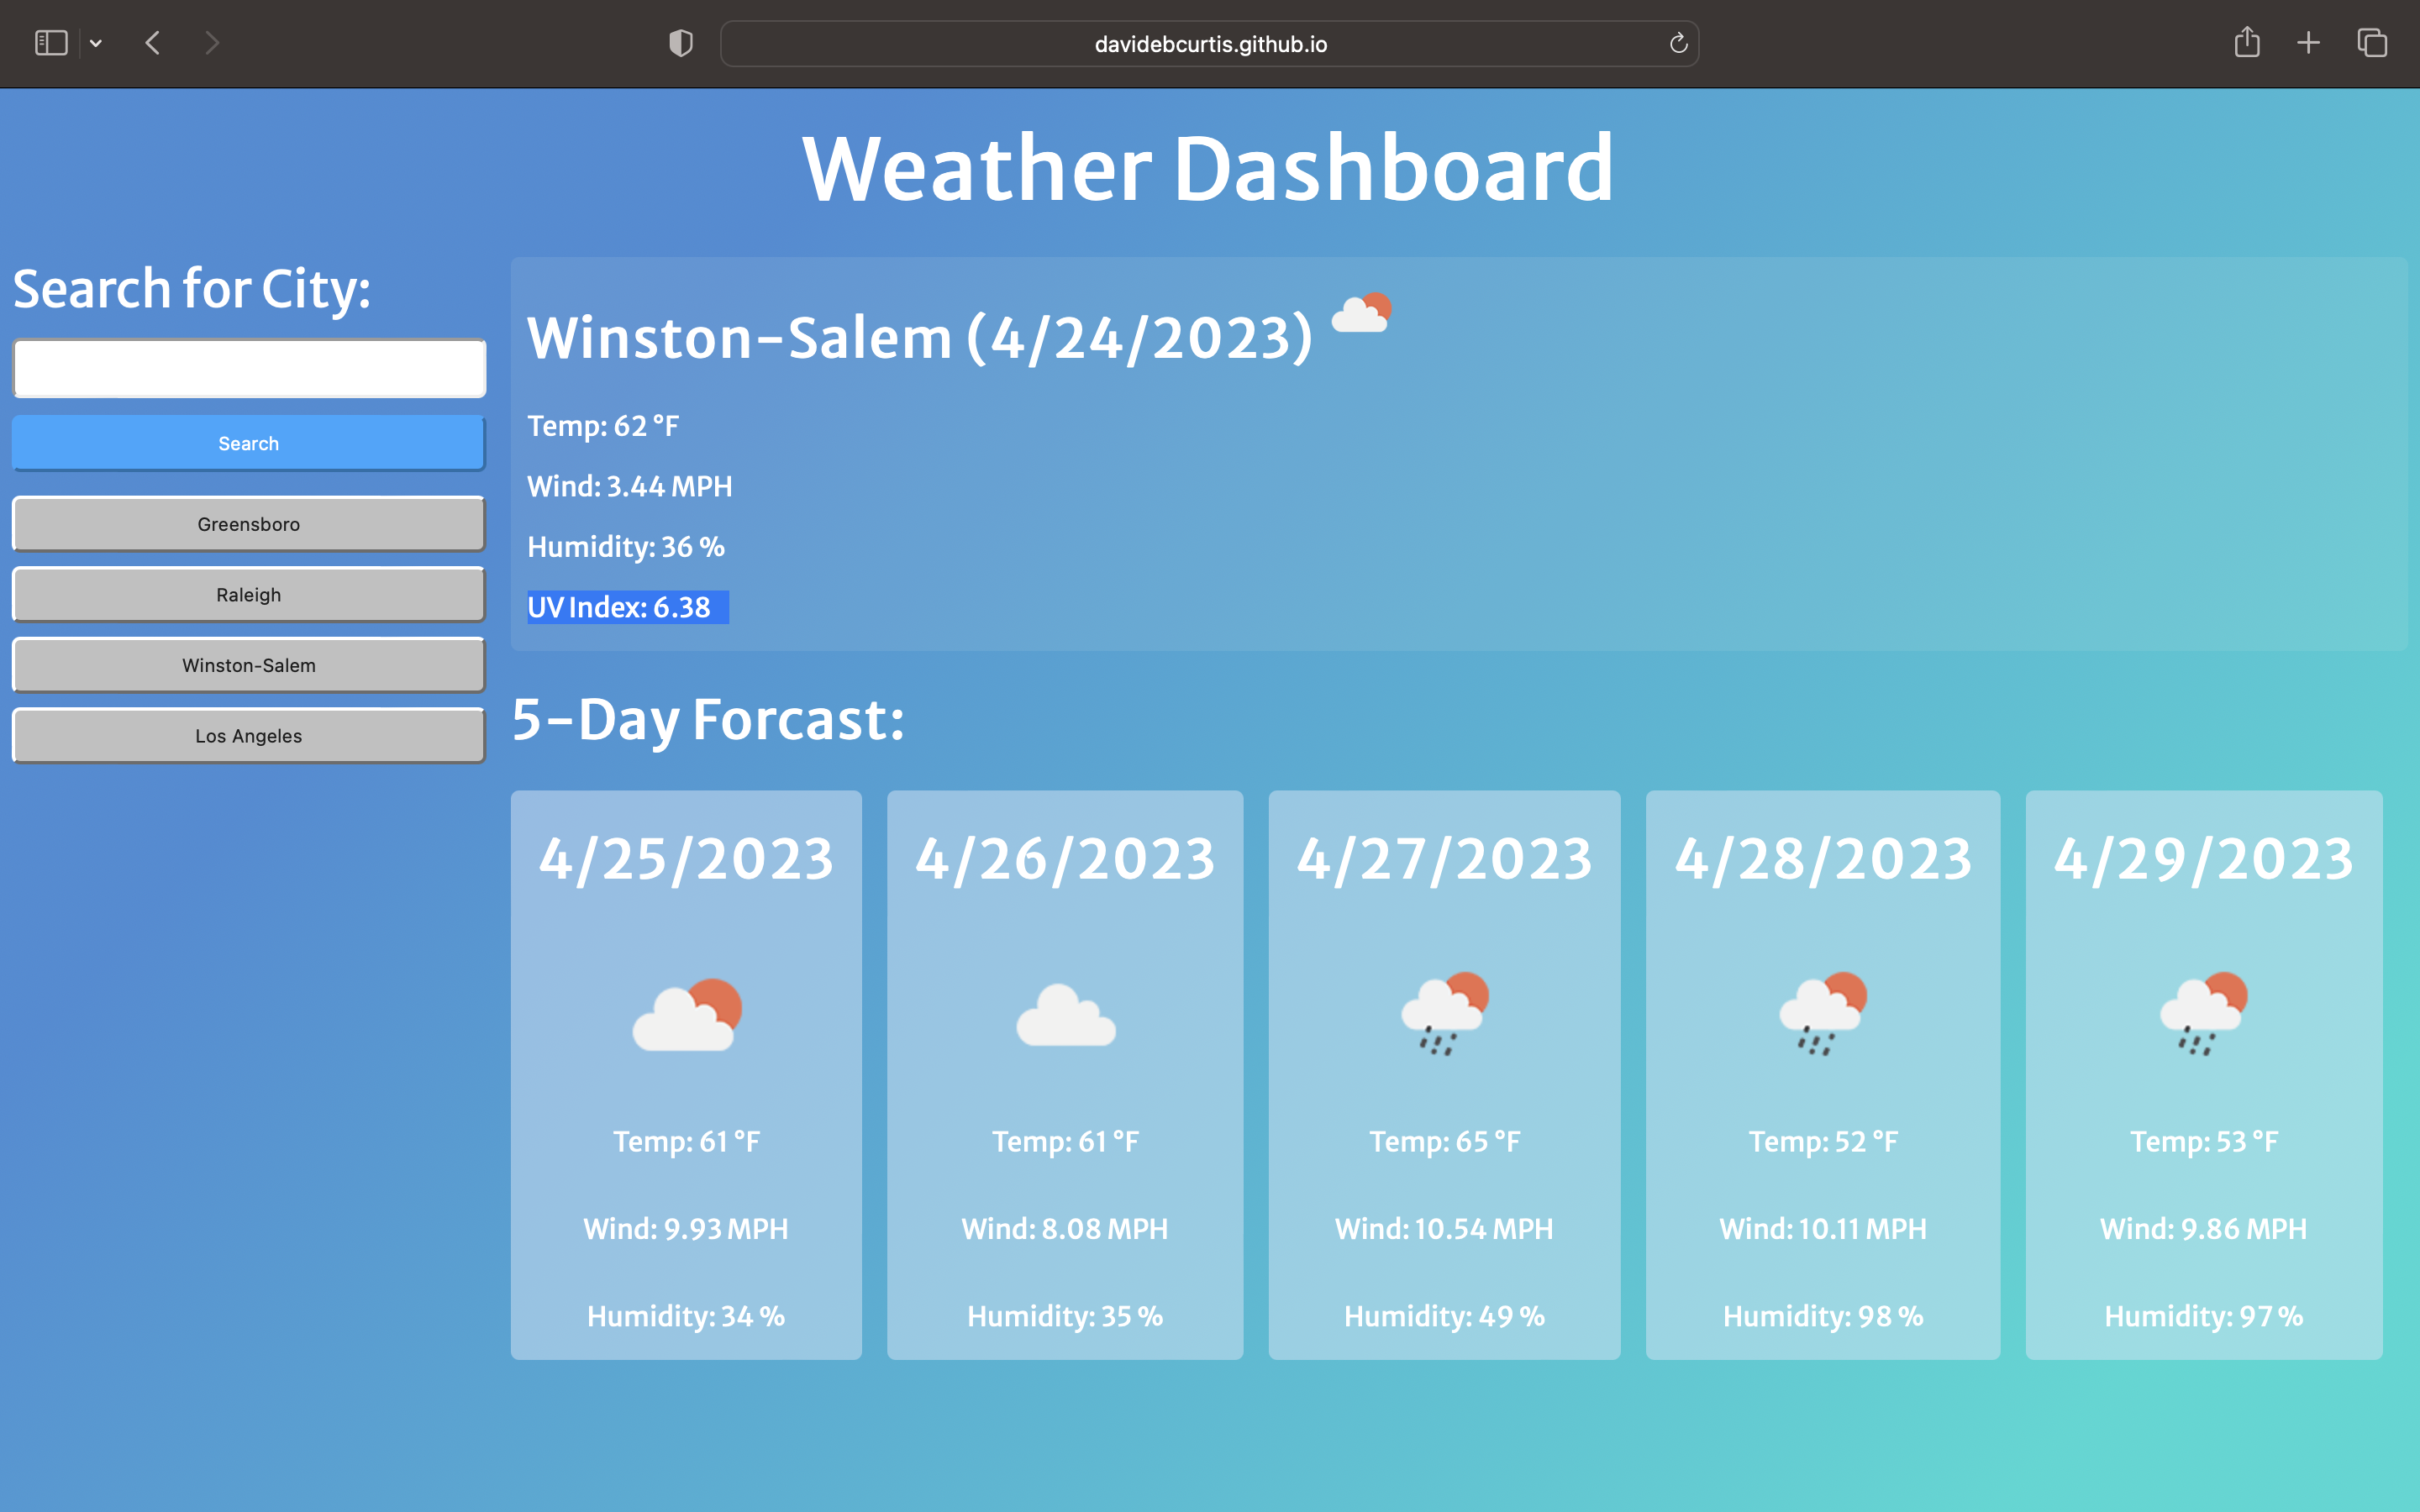 davidebcurtis.github.io
Weather Dashboard
Search for City:
Search
Greensboro
Raleigh
Winston-Salem
Los Angeles
Winston-Salem (4/24/2023)
Temp: 62 °F
Wind: 3.44 MPH
Humidity: 36 %
UV Index: 6.38
5-Day Forcast:
4/25/2023
Temp: 61 °F
Wind: 9.93 MPH
Humidity: 34 %
4/26/2023
Temp: 61 °F
Wind: 8.08 MPH
Humidity: 35 %
4/27/2023
Temp: 65 °F
Wind: 10.54 MPH
Humidity: 49 %
4/28/2023
Temp: 52 °F
Wind: 10.11 MPH
Humidity: 98 %
4/29/2023
Temp: 53 °F
Wind: 9.86 MPH
Humidity: 97 %